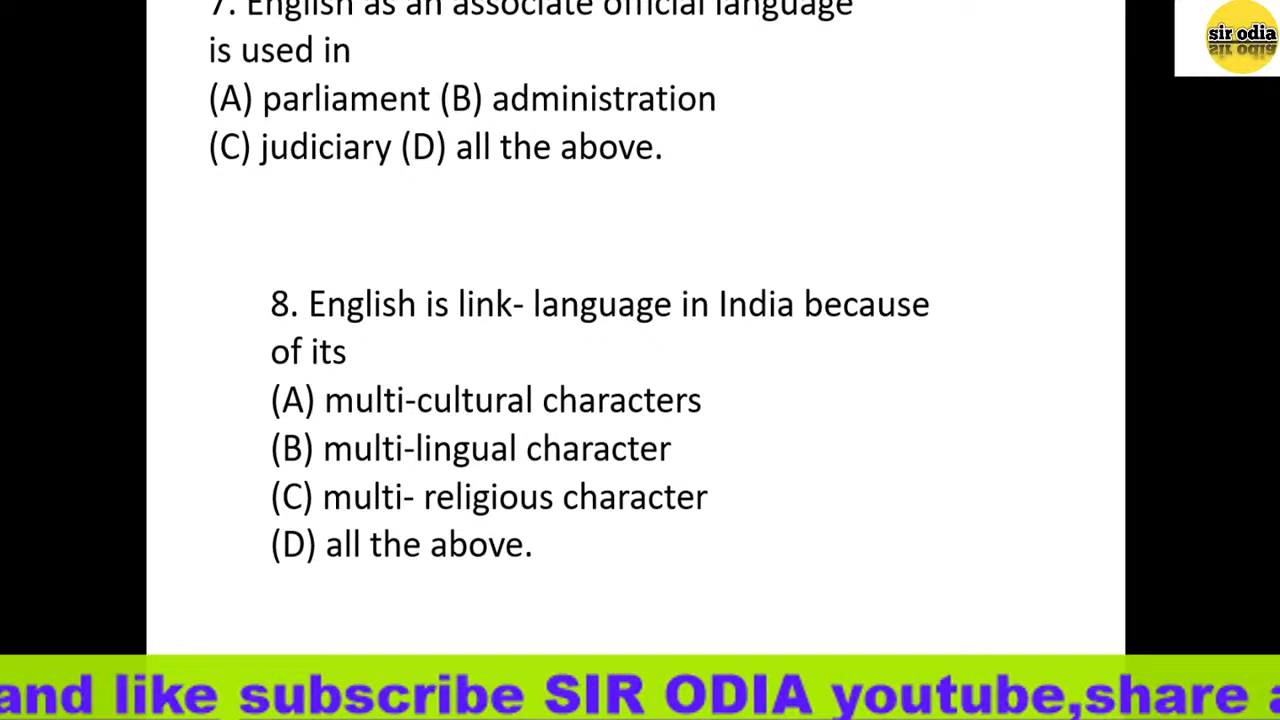 7. English as an associate official language
sir odia
is used in
(A) parliament (B) administration
(C) judiciary (D) all the above.
8. English is link- language in India because
of its
(A) multi-cultural characters
(B) multi-lingual character
(C) multi- religious character
(D) all the above.
and like subscribe SIR ODIA youtube,share a